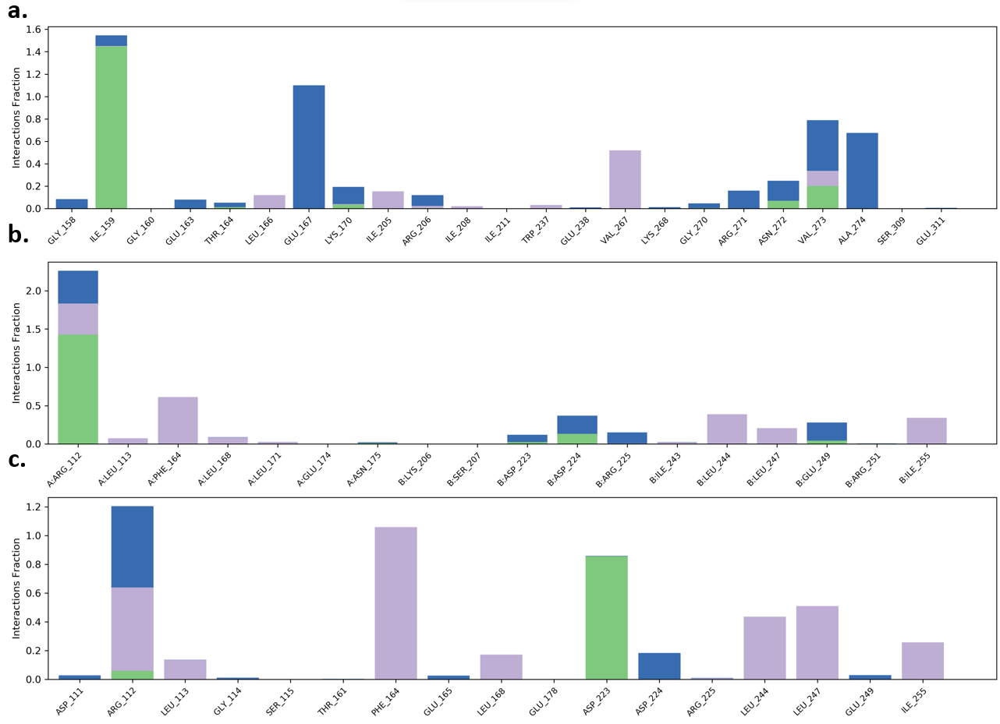 a.
Interactions Fraction
1.6
1.4
1.2
1.0
0.8
0.6
0.4
0.2
0.0
GLY_158 ILE_159 GLY_160 GLU_163 THR_164 LEU_166 GLU_167 LYS_170 ILE_205 ARG_206 ILE_208 ILE_211 TRP_237 GLU_238 VAL_267 LYS_268 GLY_270 ARG_271 ASN_272 VAL_273 ALA_274 SER_309 GLU_311
b.
Interactions Fraction
2.0
1.5
1.0
0.5
0.0
A:ARG_112 A:LEU_113 A:PHE_164 A:LEU_168 A:LEU_171 A:GLU_174 A:ASN_175 B:LYS_206 B:SER_207 B:ASP_223 B:ASP_224 B:ARG_225 B:ILE_243 B:LEU_244 B:LEU_247 B:GLU_249 B:ARG_251 B:ILE_255
c.
Interactions Fraction
1.2
1.0
0.8
0.6
0.4
0.2
0.0
ASP_111 ARG_112 LEU_113 GLY_114 SER_115 THR_161 PHE_164 GLU_165 LEU_168 GLU_178 ASP_223 ASP_224 ARG_225 LEU_244 LEU_247 GLU_249 ILE_255